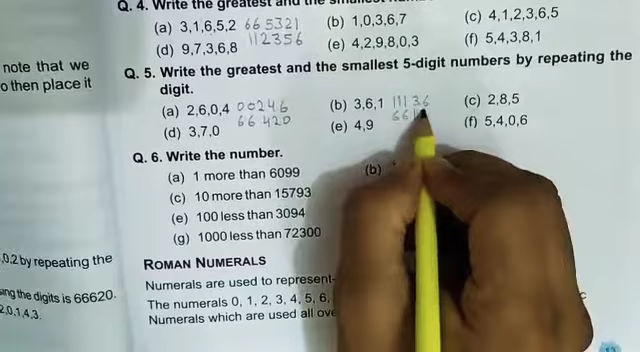 Q. 4. Write the greatest and the smallest
(a) 3,1,6,5,2 665321 (b) 1,0,3,6,7 (c) 4,1,2,3,6,5
112356
(d) 9,7,3,6,8 (e) 4,2,9,8,0,3 (f) 5,4,3,8,1
note that we
o then place it
Q. 5. Write the greatest and the smallest 5-digit numbers by repeating the
digit.
(a) 2,6,0,4 00246 (b) 3,6,1 11136 (c) 2,8,5
(d) 3,7,0 66420 (e) 4,9 661 (f) 5,4,0,6
Q. 6. Write the number.
(a) 1 more than 6099 (b)
(c) 10 more than 15793
(e) 100 less than 3094
(g) 1000 less than 72300
,0,2 by repeating the
ing the digits is 66620.
2,0,1,4,3.
ROMAN NUMERALS
Numerals are used to represent
The numerals 0, 1, 2, 3, 4, 5, 6,
Numerals which are used all ove